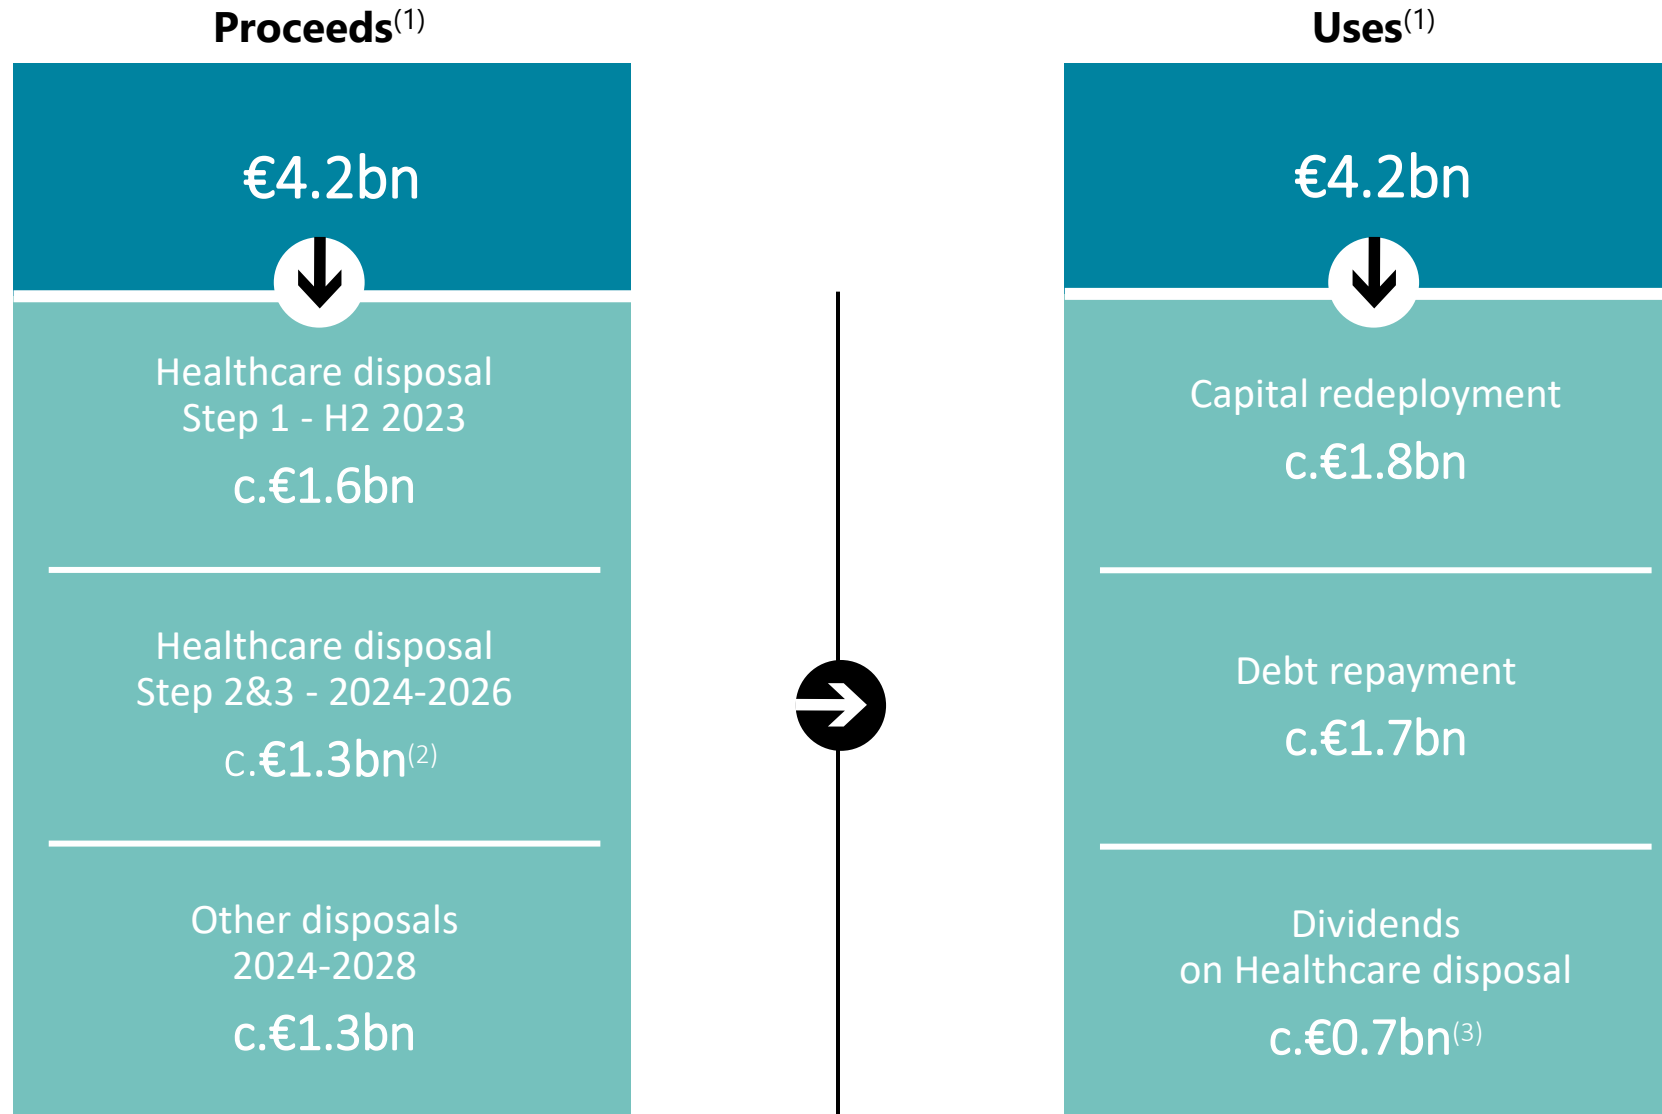 Proceeds(1)
€4.2bn
Healthcare disposal
Step 1 - H2 2023
c.€1.6bn
Healthcare disposal
Step 2&3 - 2024-2026
c.€1.3bn(2)
Other disposals
2024-2028
c.€1.3bn
Uses(1)
€4.2bn
Capital redeployment
c.€1.8bn
Debt repayment
c.€1.7bn
Dividends
on Healthcare disposal
c.€0.7bn(3)